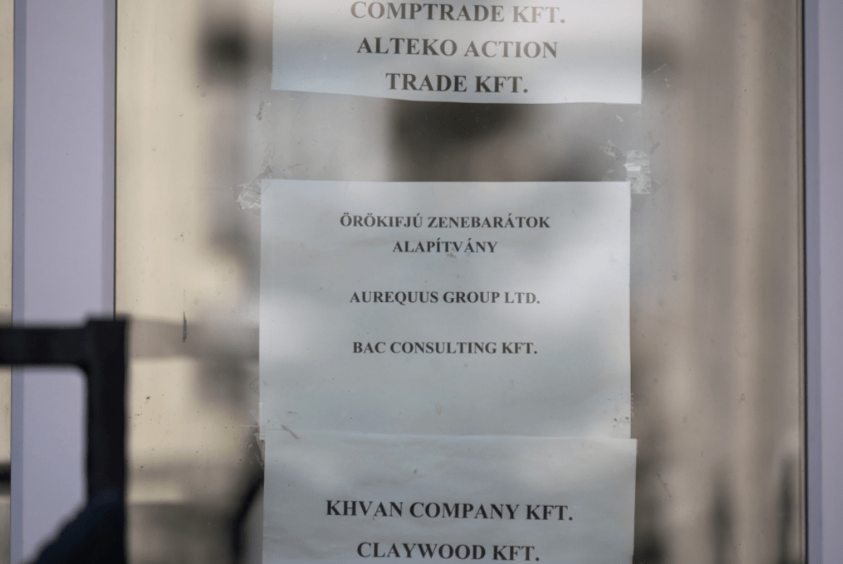 COMPTRADE KFT.
ALTEKO ACTION
TRADE KFT.
ÖRÖKIFJÚ ZENEBARÁTOK
ALAPÍTVÁNY
AUREQUUS GROUP LTD.
BAC CONSULTING KFT.
KHVAN COMPANY KFT.
CLAYWOOD KFT.